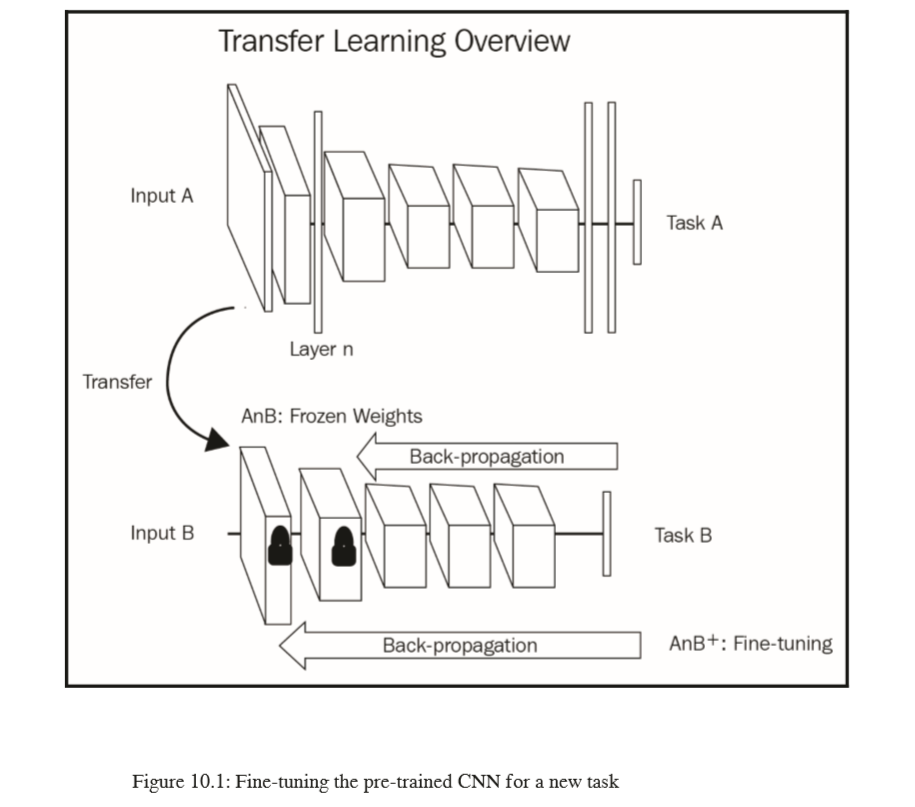 Transfer Learning Overview
Input A
Task A
Layer n
Transfer
AnB: Frozen Weights
Back-propagation
Input B
Task B
Back-propagation
AnB+: Fine-tuning
Figure 10.1: Fine-tuning the pre-trained CNN for a new task